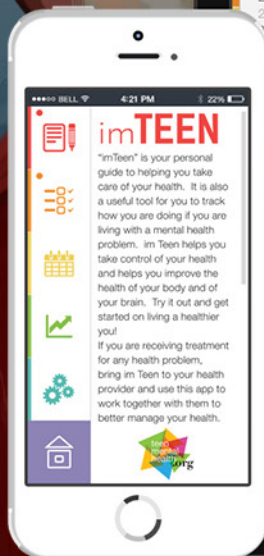 BELL 4:21 PM 22%
imTEEN
"imTeen" is your personal
guide to helping you take
care of your health. It is also
a useful tool for you to track
how you are doing if you are
living with a mental health
problem. im Teen helps you
take control of your health
and helps you improve the
health of your body and of
your brain. Try it out and get
started on living a healthier
you!
If you are receiving treatment
for any health problem,
bring im Teen to your health
provider and use this app to
work together with them to
better manage your health.
teen
mental
health
.org